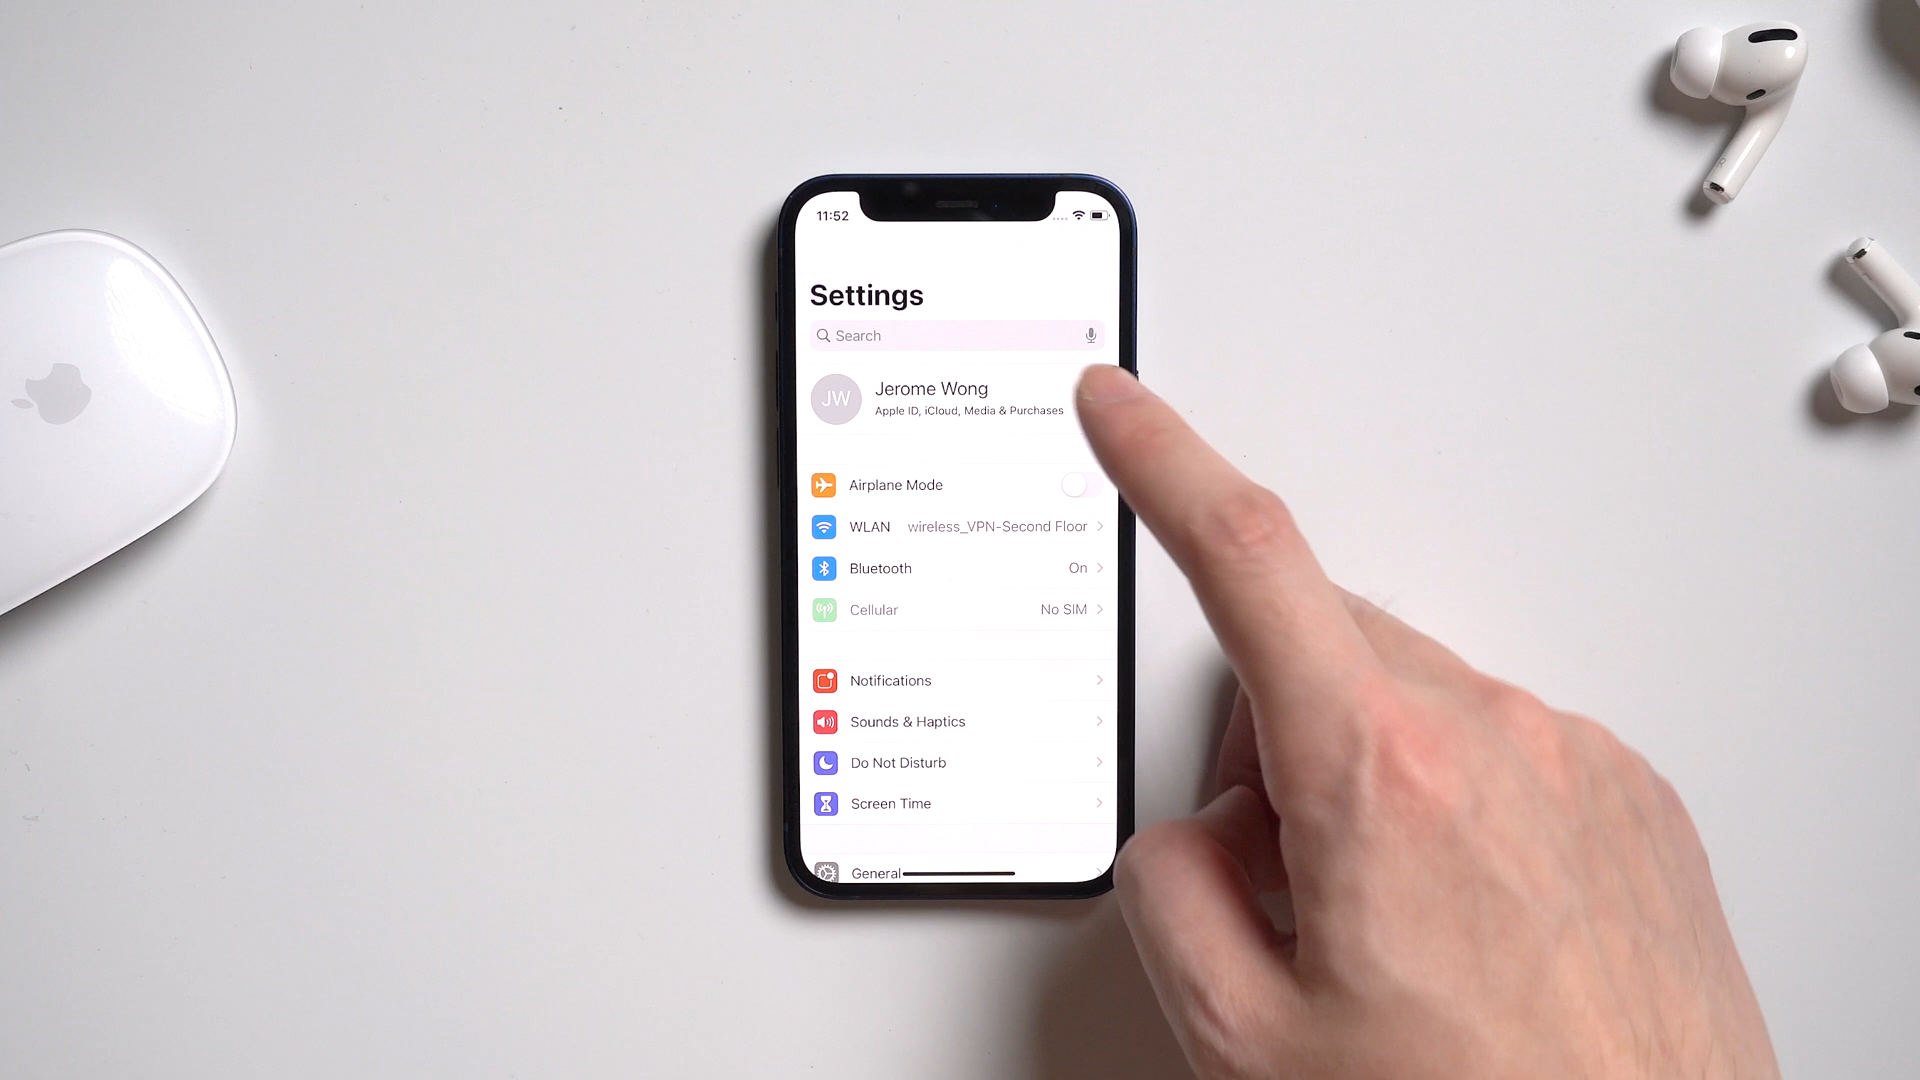 11:52
Settings
Search
JW
Jerome Wong
Apple ID, iCloud, Media & Purchases
Airplane Mode
WLAN wireless_VPN-Second Floor
Bluetooth On
Cellular No SIM
Notifications
Sounds & Haptics
Do Not Disturb
Screen Time
General
R